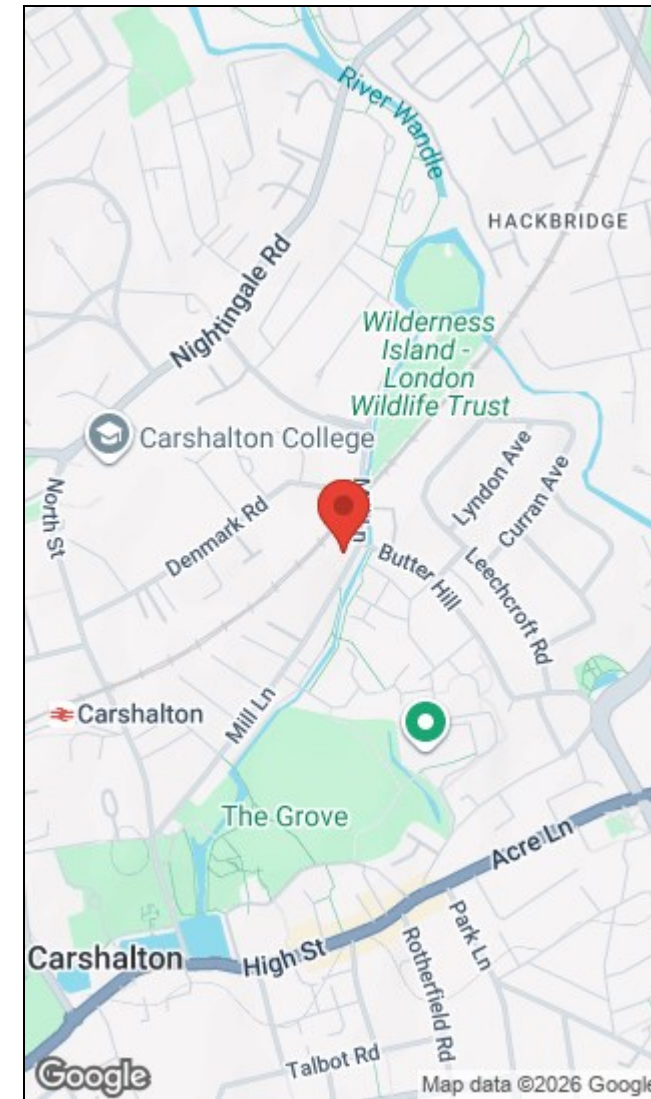 River Wandle
HACKBRIDGE
Nightingale Rd
Wilderness
Island -
London
Wildlife Trust
Carshalton College
North St
Denmark Rd
Lyndon Ave
Curran Ave
Butter Hill
Leechcroft Rd
Carshalton
Mill Ln
The Grove
Acre Ln
Park Ln
High St
Carshalton
Rotherfield Rd
Talbot Rd
Google
Map data ©2026 Google